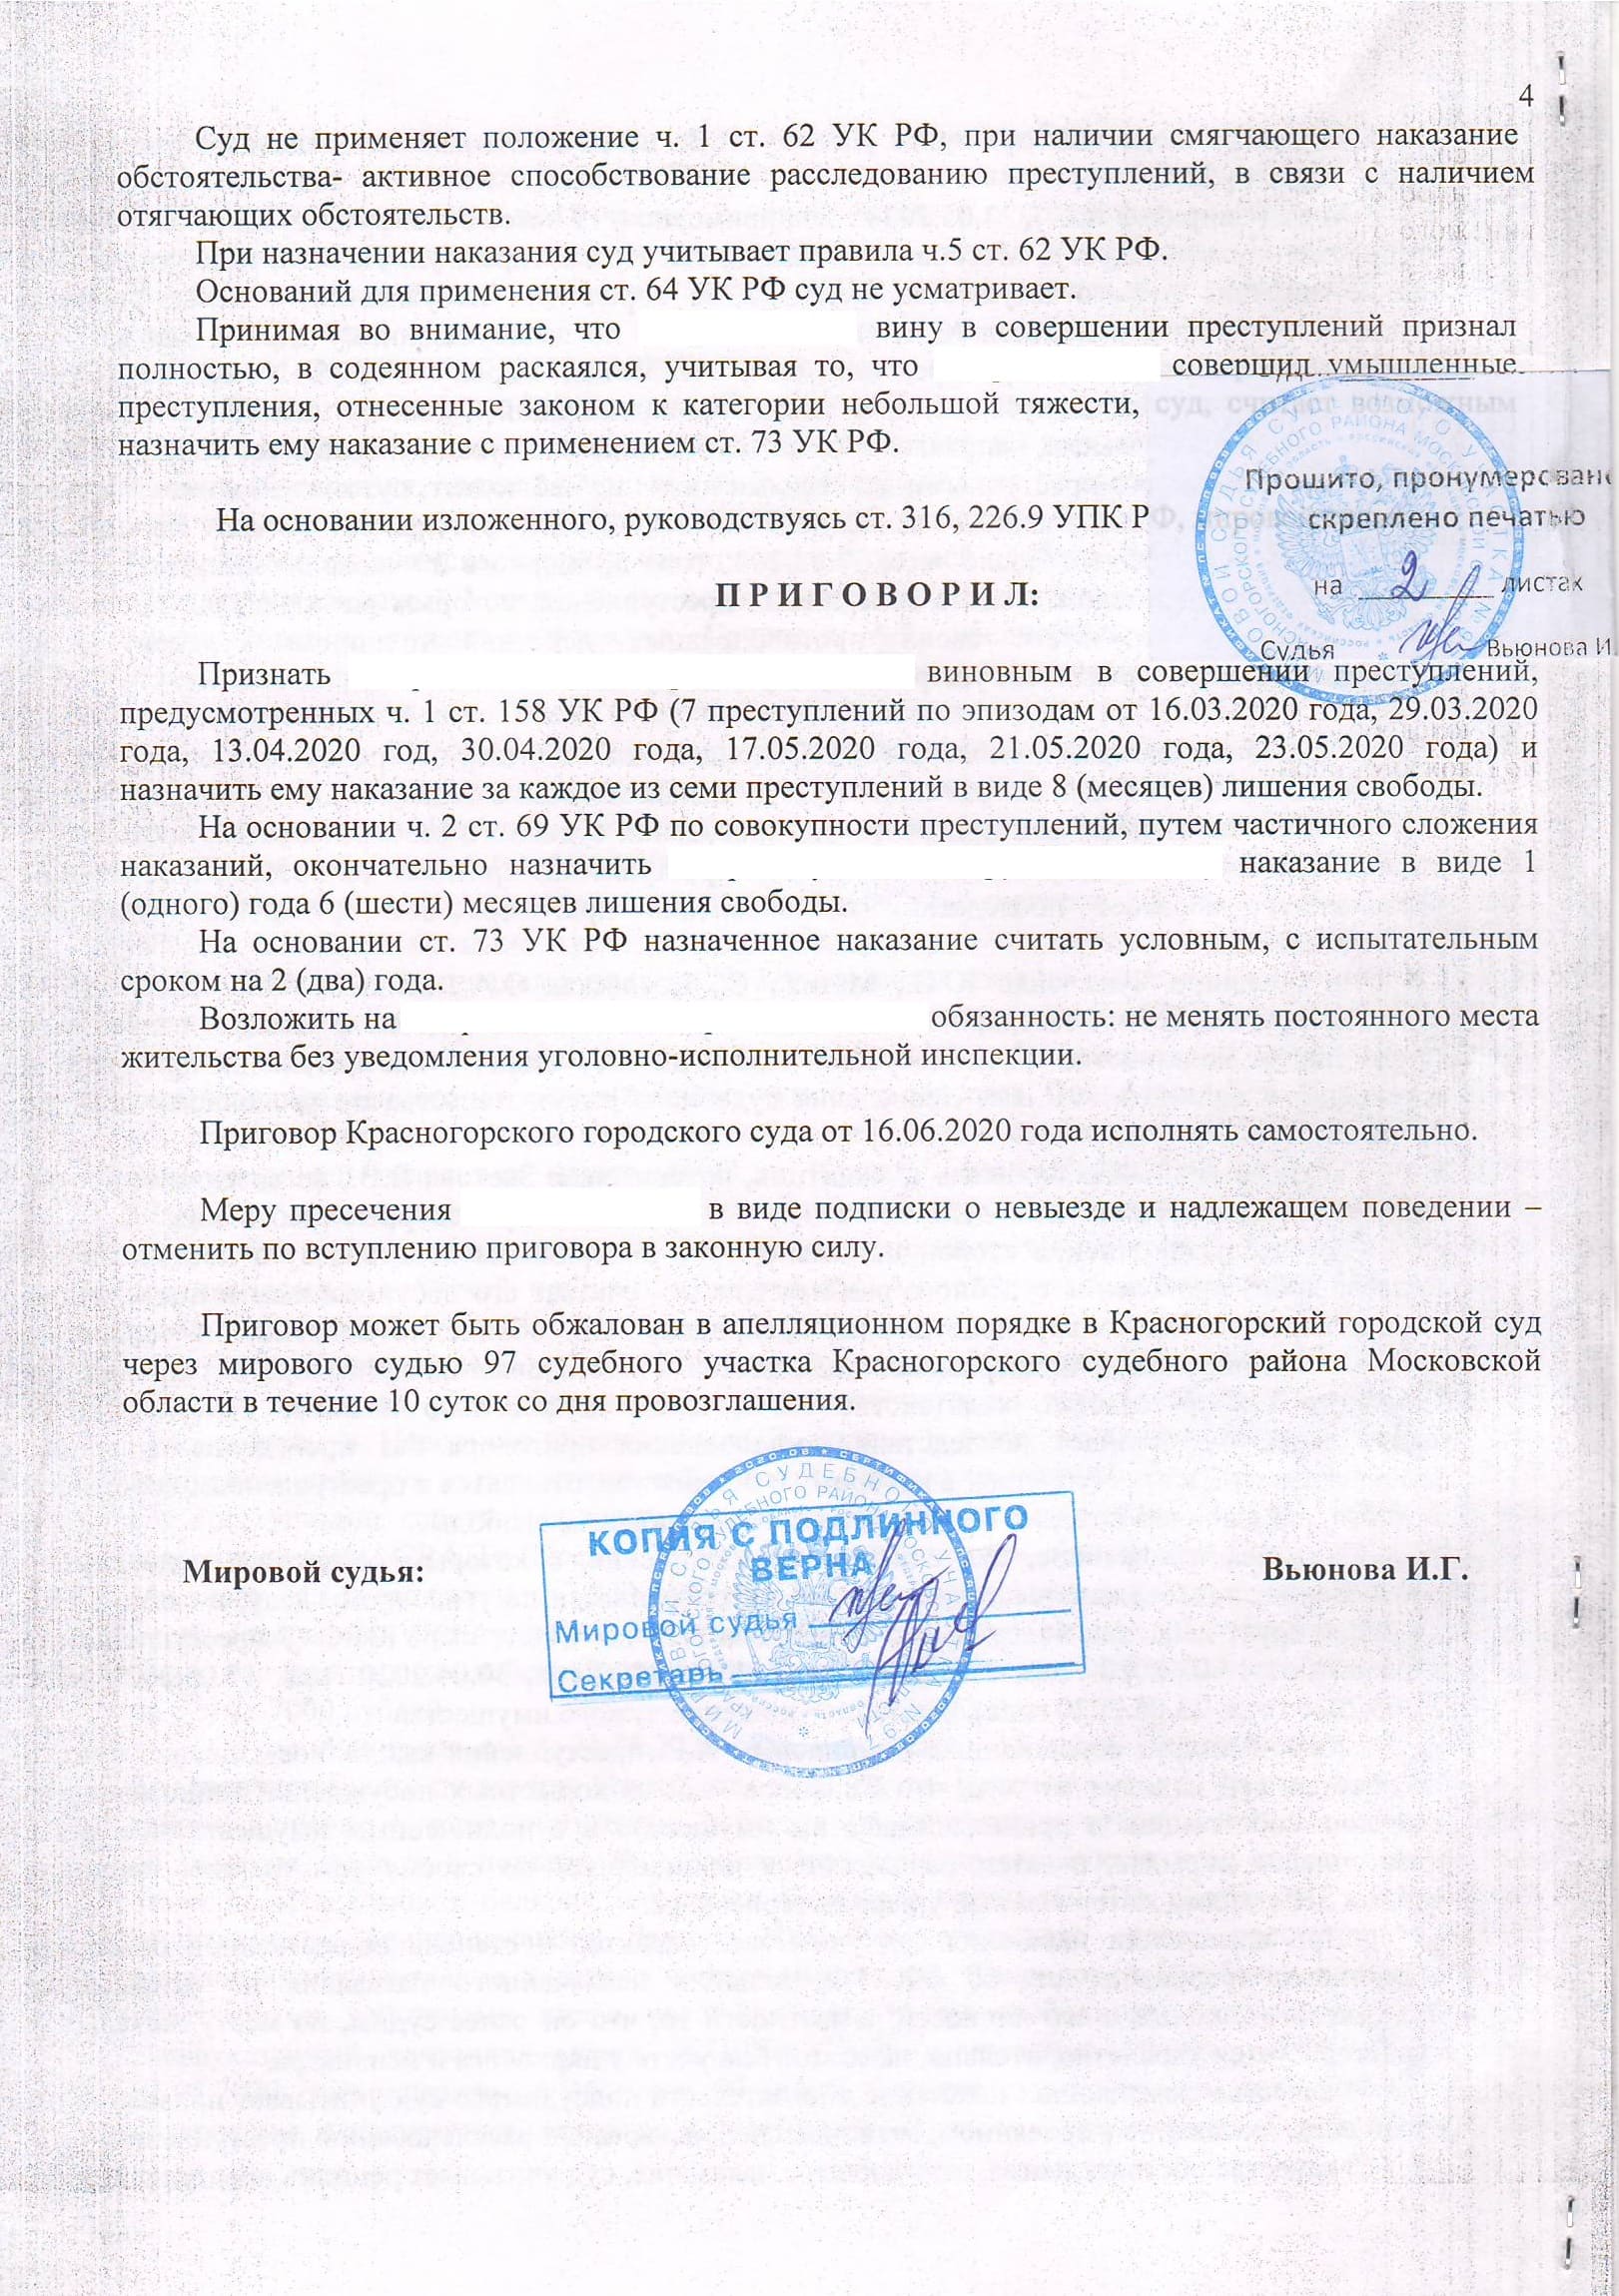 4
Суд не применяет положение ч. 1 ст. 62 УК РФ, при наличии смягчающего наказание
обстоятельства- активное способствование расследованию преступлений, в связи с наличием
отягчающих обстоятельств.
При назначении наказания суд учитывает правила ч.5 ст. 62 УК РФ.
Оснований для применения ст. 64 УК РФ суд не усматривает.
Принимая во внимание, что вину в совершении преступлений признал
полностью, в содеянном раскаялся, учитывая то, что совершил умышленные
преступления, отнесенные законом к категории небольшой тяжести, суд, считает возможным
назначить ему наказание с применением ст. 73 УК РФ.
Прошито, пронумеровано
скреплено печатью
на 2 листах
Судья Вьюнова И
На основании изложенного, руководствуясь ст. 316, 226.9 УПК РФ,
П Р И Г О В О Р И Л:
Признать виновным в совершении преступлений,
предусмотренных ч. 1 ст. 158 УК РФ (7 преступлений по эпизодам от 16.03.2020 года, 29.03.2020
года, 13.04.2020 год, 30.04.2020 года, 17.05.2020 года, 21.05.2020 года, 23.05.2020 года) и
назначить ему наказание за каждое из семи преступлений в виде 8 (месяцев) лишения свободы.
На основании ч. 2 ст. 69 УК РФ по совокупности преступлений, путем частичного сложения
наказаний, окончательно назначить наказание в виде 1
(одного) года 6 (шести) месяцев лишения свободы.
На основании ст. 73 УК РФ назначенное наказание считать условным, с испытательным
сроком на 2 (два) года.
Возложить на обязанность: не менять постоянного места
жительства без уведомления уголовно-исполнительной инспекции.
Приговор Красногорского городского суда от 16.06.2020 года исполнять самостоятельно.
Меру пресечения в виде подписки о невыезде и надлежащем поведении –
отменить по вступлению приговора в законную силу.
Приговор может быть обжалован в апелляционном порядке в Красногорский городской суд
через мирового судью 97 судебного участка Красногорского судебного района Московской
области в течение 10 суток со дня провозглашения.
Мировой судья: Вьюнова И.Г.
КОПИЯ С ПОДЛИННОГО
ВЕРНА
Мировой судья
Секретарь
МИРОВОЙ СУДЬЯ СУДЕБНОГО УЧАСТКА № 97